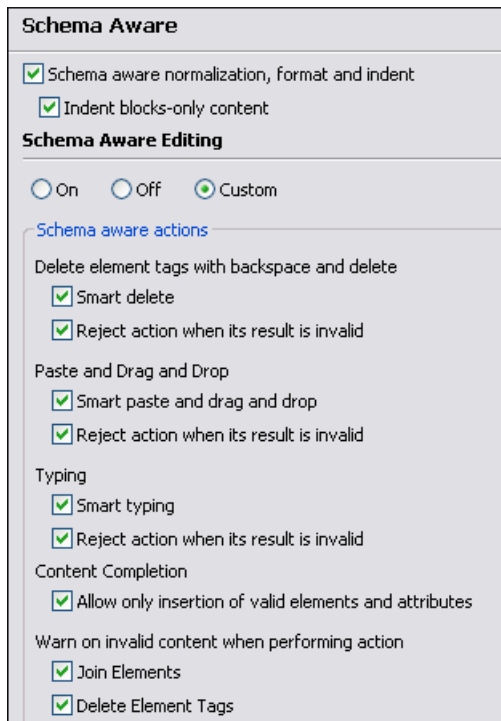 Schema Aware
Schema aware normalization, format and indent
Indent blocks-only content
Schema Aware Editing
On Off Custom
Schema aware actions
Delete element tags with backspace and delete
Smart delete
Reject action when its result is invalid
Paste and Drag and Drop
Smart paste and drag and drop
Reject action when its result is invalid
Typing
Smart typing
Reject action when its result is invalid
Content Completion
Allow only insertion of valid elements and attributes
Warn on invalid content when performing action
Join Elements
Delete Element Tags